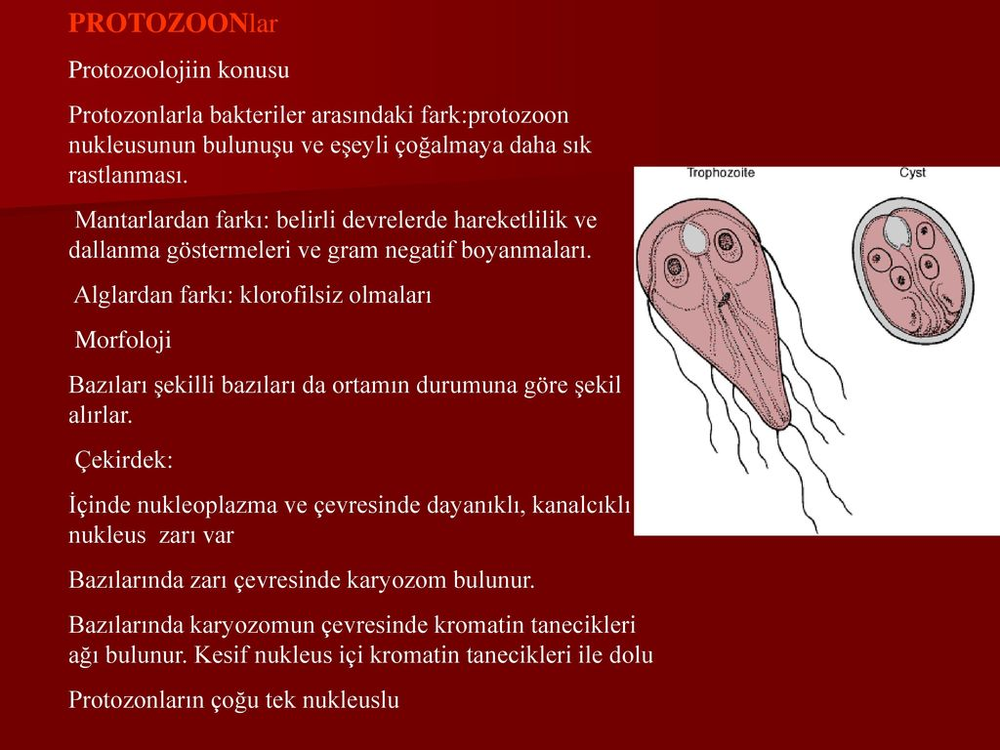 PROTOZOONlar
Protozoolojiin konusu
Protozonlarla bakteriler arasındaki fark:protozoon
nukleusunun bulunuşu ve eşeyli çoğalmaya daha sık
rastlanması.
Mantarlardan farkı: belirli devrelerde hareketlilik ve
dallanma göstermeleri ve gram negatif boyanmaları.
Alglardan farkı: klorofilsiz olmaları
Morfoloji
Bazıları şekilli bazıları da ortamın durumuna göre şekil
alırlar.
Çekirdek:
İçinde nukleoplazma ve çevresinde dayanıklı, kanalcıklı
nukleus  zarı var
Bazılarında zarı çevresinde karyozom bulunur.
Bazılarında karyozomun çevresinde kromatin tanecikleri
ağı bulunur. Kesif nukleus içi kromatin tanecikleri ile dolu
Protozonların çoğu tek nukleuslu
Trophozoite
Cyst